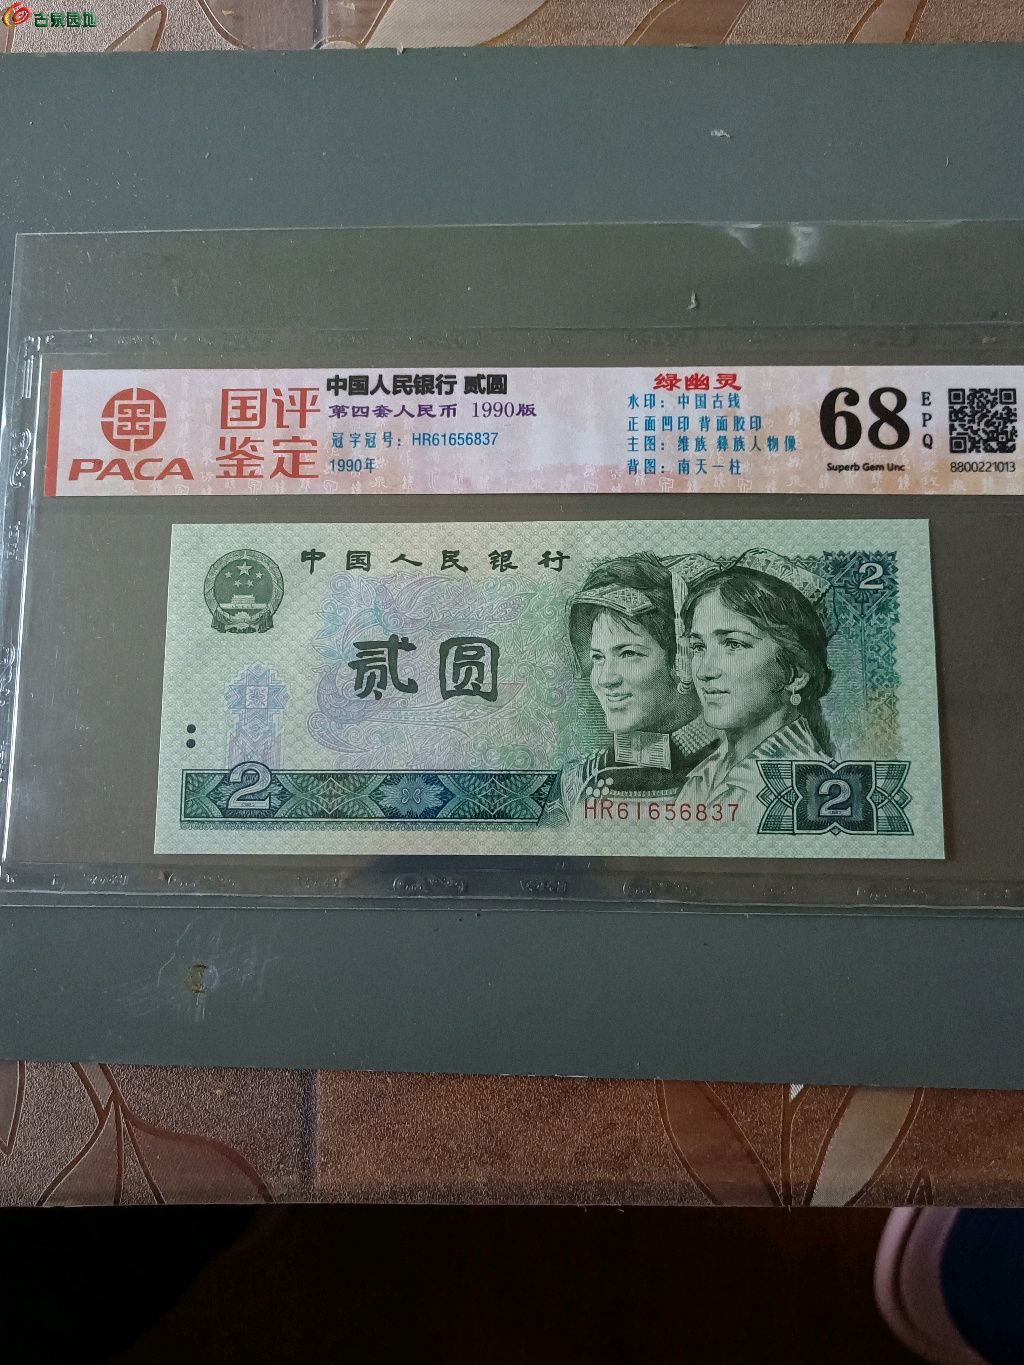 古泉园地
PACA
国评
鉴定
中国人民银行 贰圆
第四套人民币 1990版
冠字冠号：HR61656837
1990年
绿幽灵
水印：中国古钱
正面凹印 背面胶印
主图：维族 彝族人物像
背图：南天一柱
68
EPQ
Superb Gem Unc
8800221013
中国人民银行
贰圆
2
2
HR61656837
2